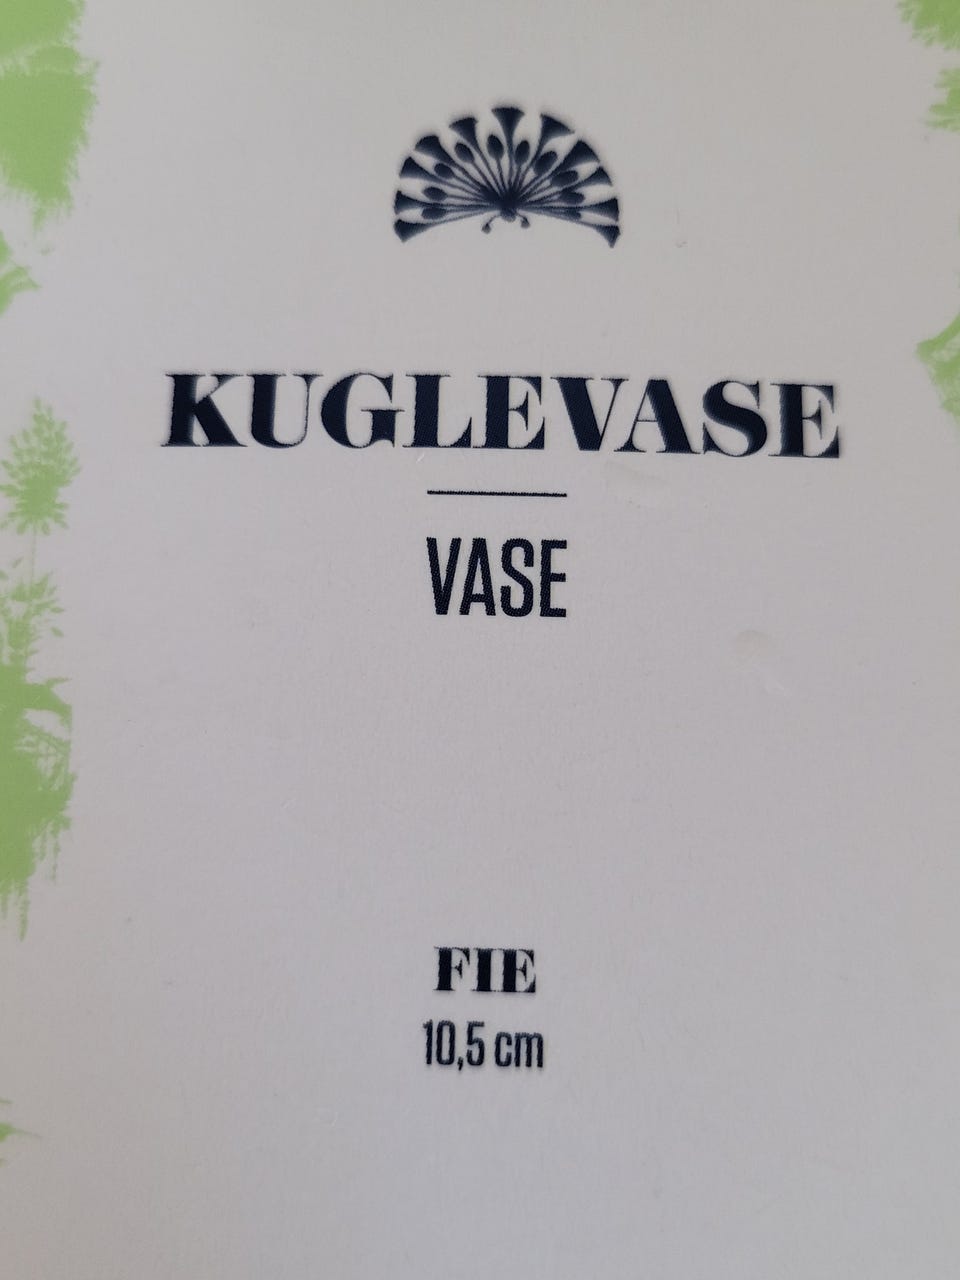 KUGLEVASE
VASE
FIE
10,5 cm